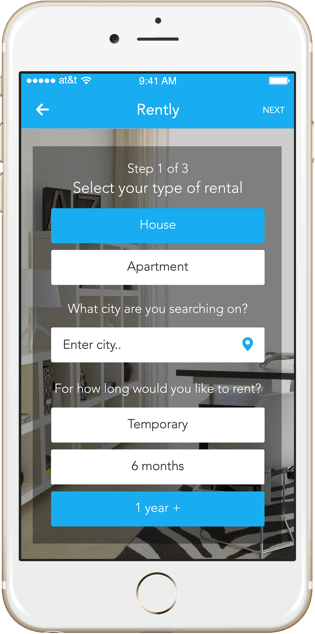 at&t 9:41 AM
Rently NEXT
Step 1 of 3
Select your type of rental
House
Apartment
What city are you searching on?
Enter city..
For how long would you like to rent?
Temporary
6 months
1 year +